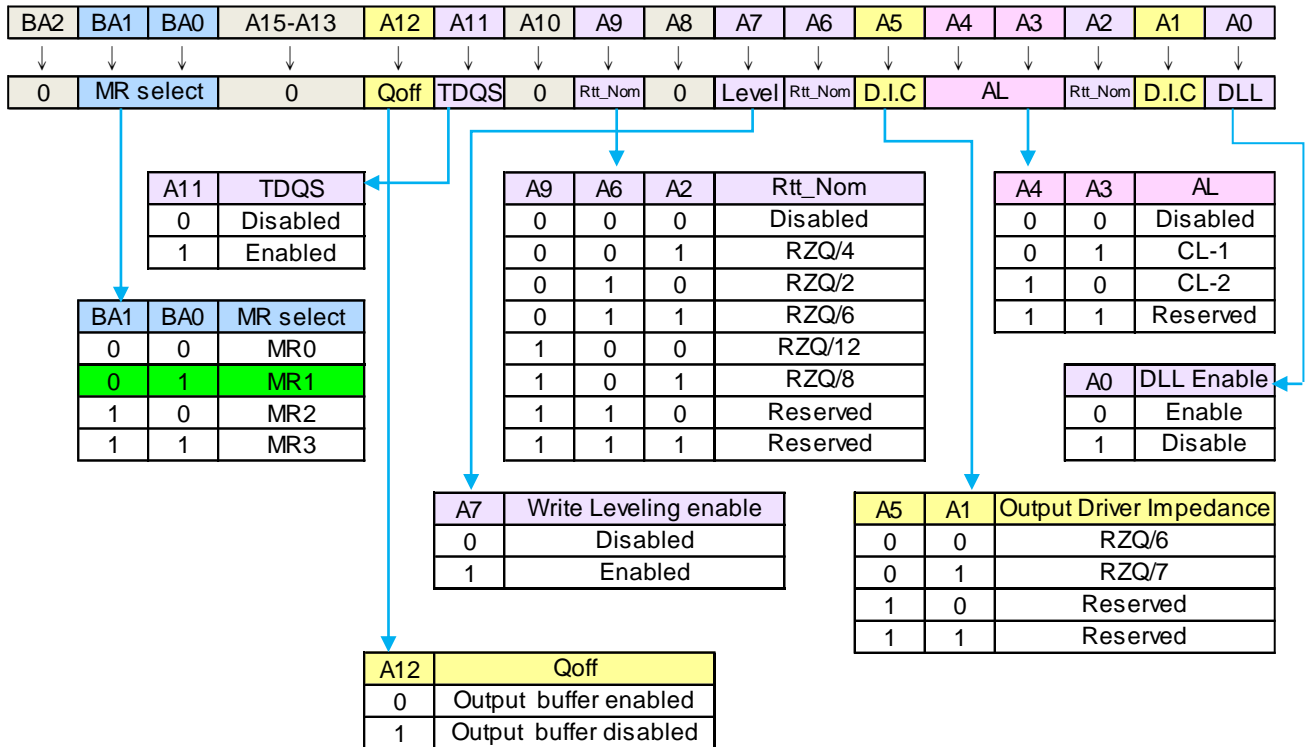 BA2 BA1 BA0 A15-A13 A12 A11 A10 A9 A8 A7 A6 A5 A4 A3 A2 A1 A0
0 MR select 0 Qoff TDQS 0 Rtt_Nom 0 Level Rtt_Nom D.I.C AL Rtt_Nom D.I.C DLL
A11 TDQS
0 Disabled
1 Enabled
BA1 BA0 MR select
0 0 MR0
0 1 MR1
1 0 MR2
1 1 MR3
A9 A6 A2 Rtt_Nom
0 0 0 Disabled
0 0 1 RZQ/4
0 1 0 RZQ/2
0 1 1 RZQ/6
1 0 0 RZQ/12
1 0 1 RZQ/8
1 1 0 Reserved
1 1 1 Reserved
A4 A3 AL
0 0 Disabled
0 1 CL-1
1 0 CL-2
1 1 Reserved
A0 DLL Enable
0 Enable
1 Disable
A7 Write Leveling enable
0 Disabled
1 Enabled
A5 A1 Output Driver Impedance
0 0 RZQ/6
0 1 RZQ/7
1 0 Reserved
1 1 Reserved
A12 Qoff
0 Output buffer enabled
1 Output buffer disabled